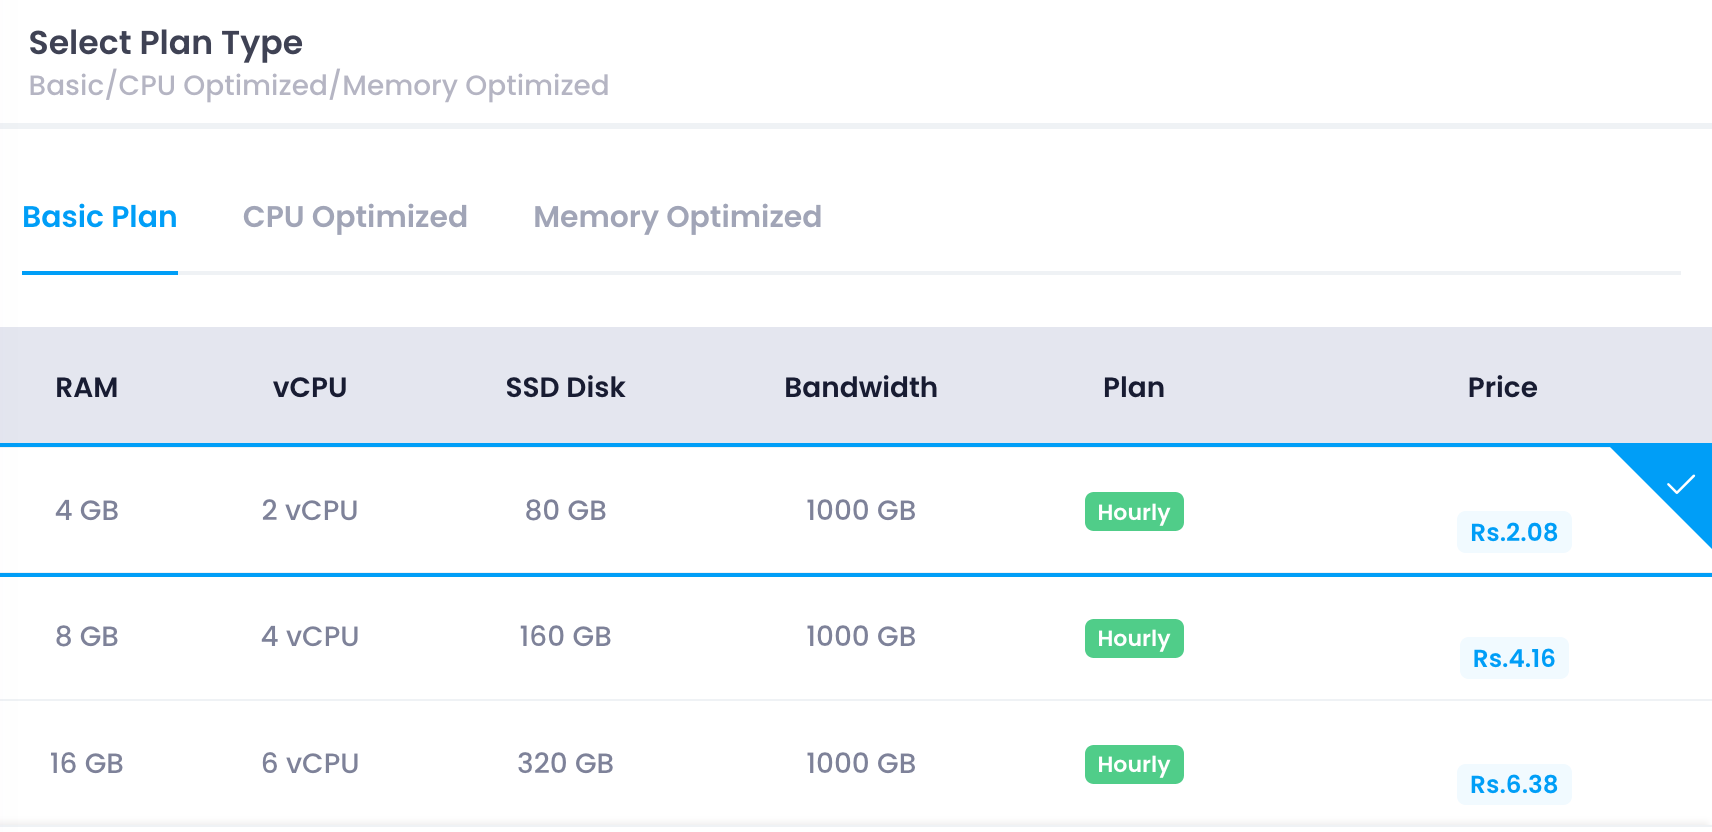 Select Plan Type
Basic/CPU Optimized/Memory Optimized
Basic Plan CPU Optimized Memory Optimized
RAM vCPU SSD Disk Bandwidth Plan Price
4 GB 2 vCPU 80 GB 1000 GB Hourly Rs.2.08
8 GB 4 vCPU 160 GB 1000 GB Hourly Rs.4.16
16 GB 6 vCPU 320 GB 1000 GB Hourly Rs.6.38